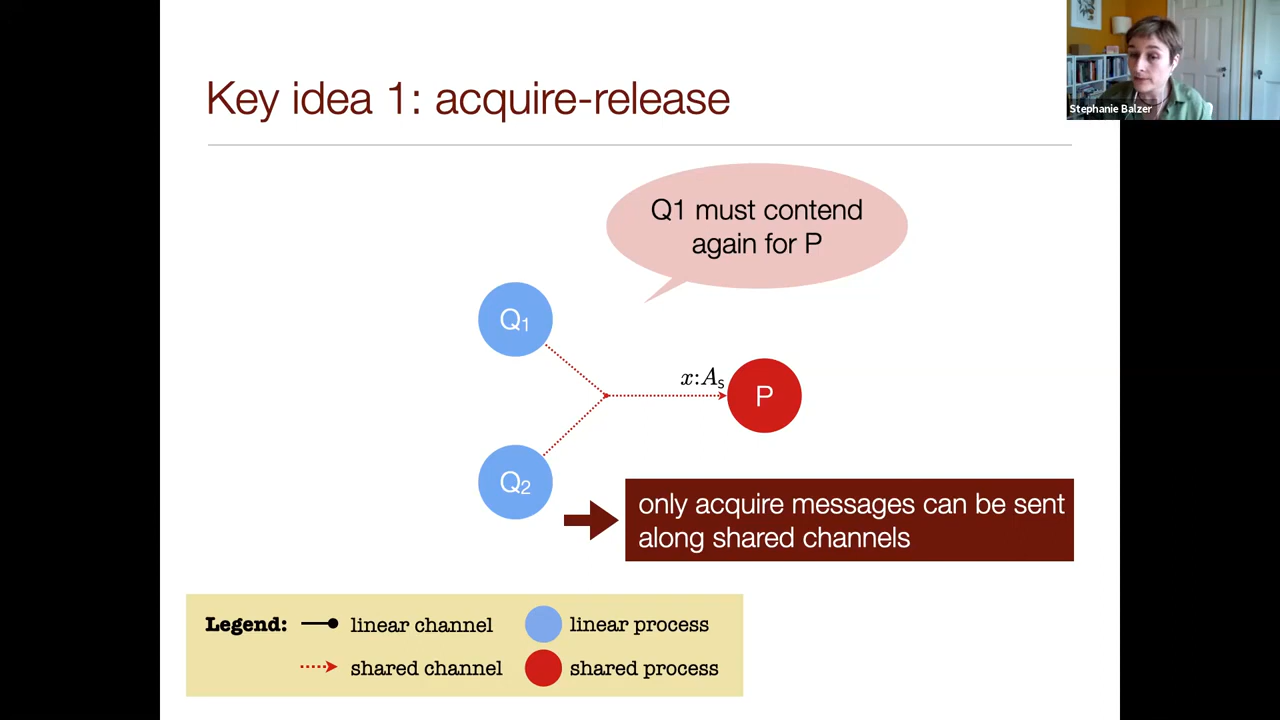 Stephanie Balzer
Key idea 1: acquire-release
Q1 must contend
again for P
Q₁
x:Aₛ
P
Q₂
only acquire messages can be sent
along shared channels
Legend: linear channel linear process
shared channel shared process